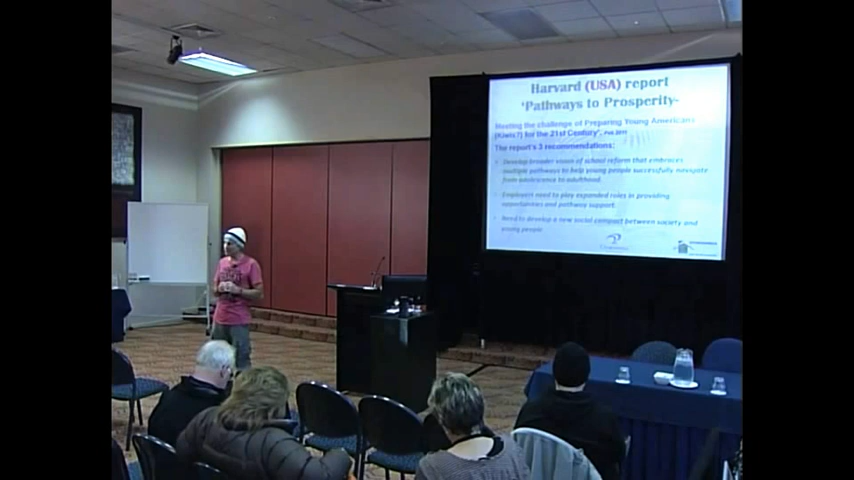 Harvard (USA) report
'Pathways to Prosperity-
Meeting the challenge of Preparing Young Americans
(Kiwis?) for the 21st Century". Feb 2011
The report's 3 recommendations:
Develop broader vision of school reform that embraces
multiple pathways to help young people successfully navigate
from adolescence to adulthood.
Employers need to play expanded roles in providing
opportunities and pathway support.
Need to develop a new social compact between society and
young people.